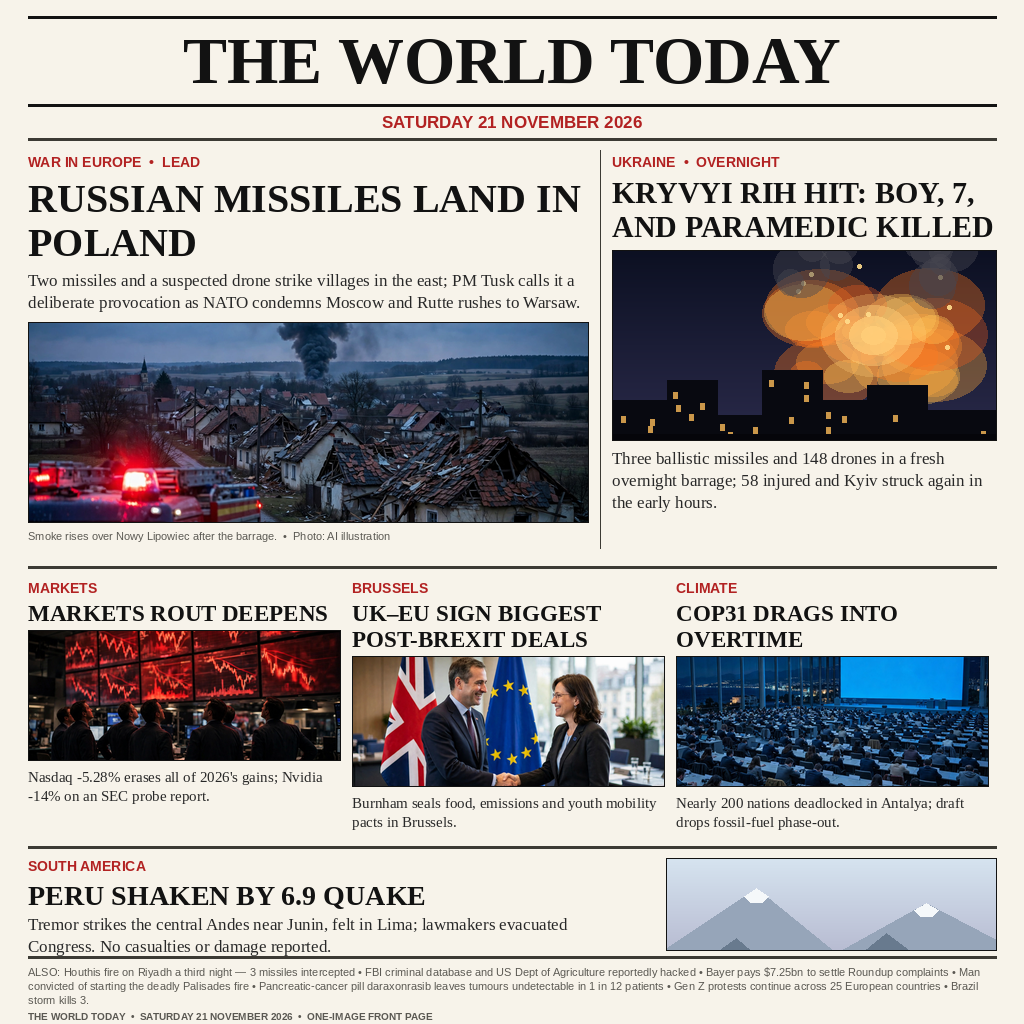 THE WORLD TODAY
SATURDAY 21 NOVEMBER 2026
WAR IN EUROPE • LEAD
RUSSIAN MISSILES LAND IN
POLAND
Two missiles and a suspected drone strike villages in the east; PM Tusk calls it a
deliberate provocation as NATO condemns Moscow and Rutte rushes to Warsaw.
Smoke rises over Nowy Lipowiec after the barrage. • Photo: AI illustration
UKRAINE • OVERNIGHT
KRYVYI RIH HIT: BOY, 7,
AND PARAMEDIC KILLED
Three ballistic missiles and 148 drones in a fresh
overnight barrage; 58 injured and Kyiv struck again in
the early hours.
MARKETS
MARKETS ROUT DEEPENS
Nasdaq -5.28% erases all of 2026's gains; Nvidia
-14% on an SEC probe report.
BRUSSELS
UK–EU SIGN BIGGEST
POST-BREXIT DEALS
Burnham seals food, emissions and youth mobility
pacts in Brussels.
CLIMATE
COP31 DRAGS INTO
OVERTIME
Nearly 200 nations deadlocked in Antalya; draft
drops fossil-fuel phase-out.
SOUTH AMERICA
PERU SHAKEN BY 6.9 QUAKE
Tremor strikes the central Andes near Junin, felt in Lima; lawmakers evacuated
Congress. No casualties or damage reported.
ALSO: Houthis fire on Riyadh a third night — 3 missiles intercepted • FBI criminal database and US Dept of Agriculture reportedly hacked • Bayer pays $7.25bn to settle Roundup complaints • Man
convicted of starting the deadly Palisades fire • Pancreatic-cancer pill daraxonrasib leaves tumours undetectable in 1 in 12 patients • Gen Z protests continue across 25 European countries • Brazil
storm kills 3.
THE WORLD TODAY • SATURDAY 21 NOVEMBER 2026 • ONE-IMAGE FRONT PAGE